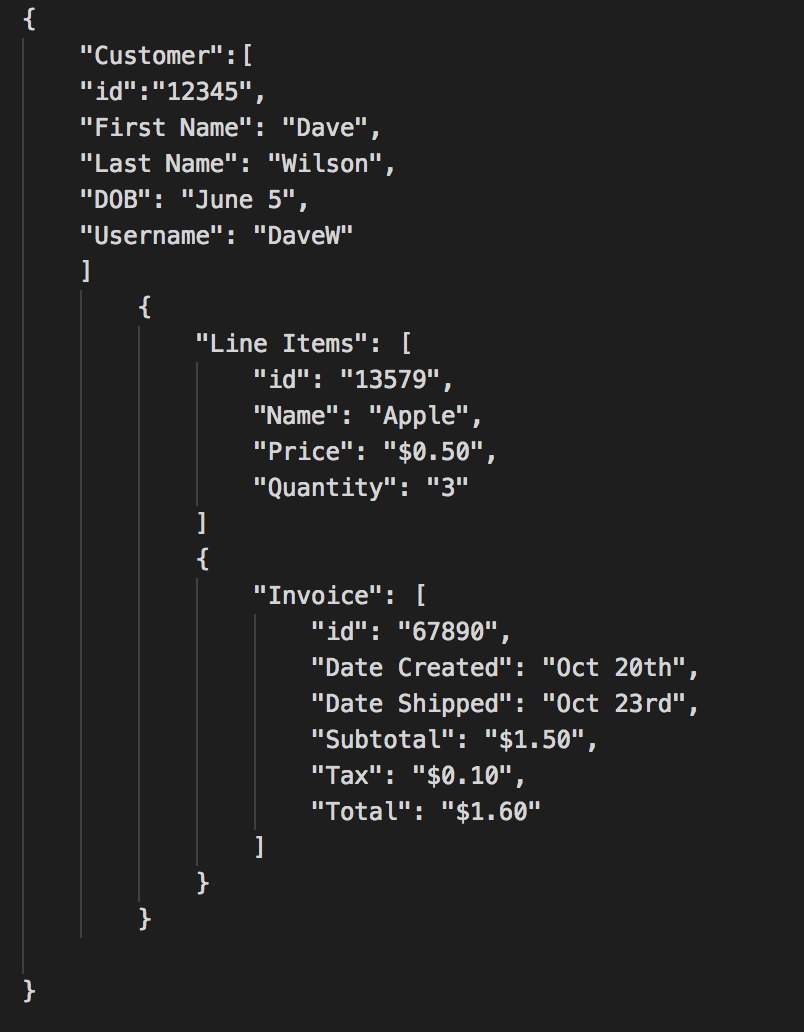 {
    "Customer":[
    "id":"12345",
    "First Name": "Dave",
    "Last Name": "Wilson",
    "DOB": "June 5",
    "Username": "DaveW"
    ]
        {
            "Line Items": [
                "id": "13579",
                "Name": "Apple",
                "Price": "$0.50",
                "Quantity": "3"
            ]
            {
                "Invoice": [
                    "id": "67890",
                    "Date Created": "Oct 20th",
                    "Date Shipped": "Oct 23rd",
                    "Subtotal": "$1.50",
                    "Tax": "$0.10",
                    "Total": "$1.60"
                ]
            }
        }

}